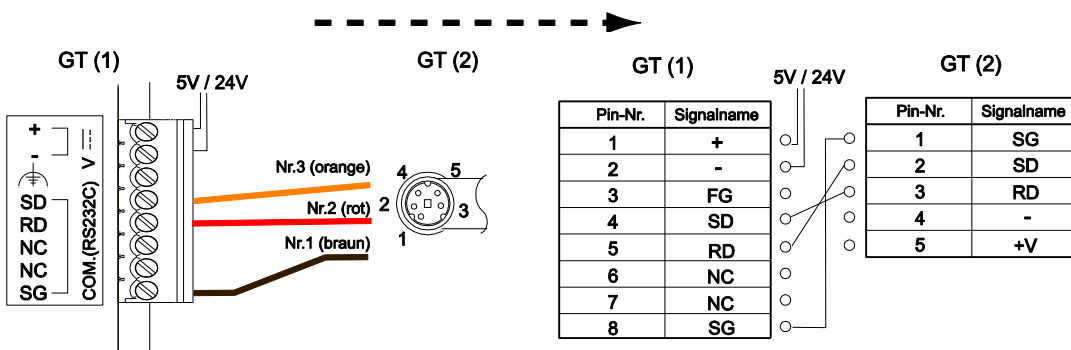 GT (1)
GT (2)
5V / 24V
+
-
SD
RD
NC
NC
SG
V
COM.(RS232C)
Nr.3 (orange)
Nr.2 (rot)
Nr.1 (braun)
4
5
2
3
1
GT (1)
5V / 24V
Pin-Nr. Signalname
1 +
2 -
3 FG
4 SD
5 RD
6 NC
7 NC
8 SG
GT (2)
Pin-Nr. Signalname
1 SG
2 SD
3 RD
4 -
5 +V